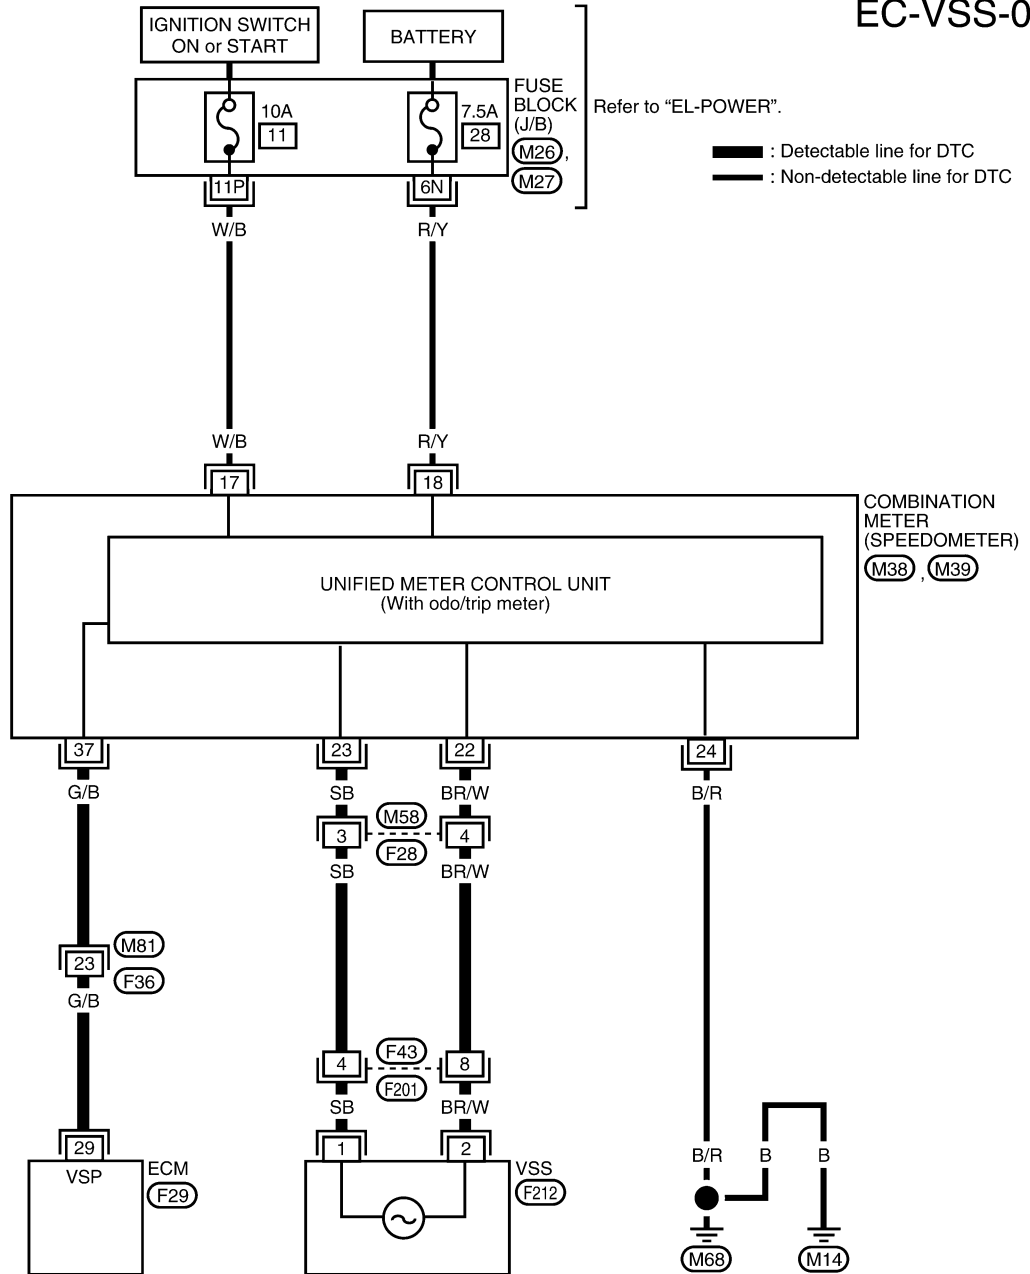 EC-VSS-0
IGNITION SWITCH
ON or START
BATTERY
10A
11
7.5A
28
FUSE
BLOCK
(J/B)
M26 ,
M27
Refer to “EL-POWER”.
: Detectable line for DTC
: Non-detectable line for DTC
11P
6N
W/B
R/Y
W/B
R/Y
17
18
COMBINATION
METER
(SPEEDOMETER)
M38 , M39
UNIFIED METER CONTROL UNIT
(With odo/trip meter)
37
23
22
24
G/B
SB
BR/W
B/R
3
M58
F28
4
SB
BR/W
23
M81
F36
G/B
4
F43
F201
8
SB
BR/W
29
1
2
B/R
B
B
VSP
ECM
F29
VSS
F212
M68
M14